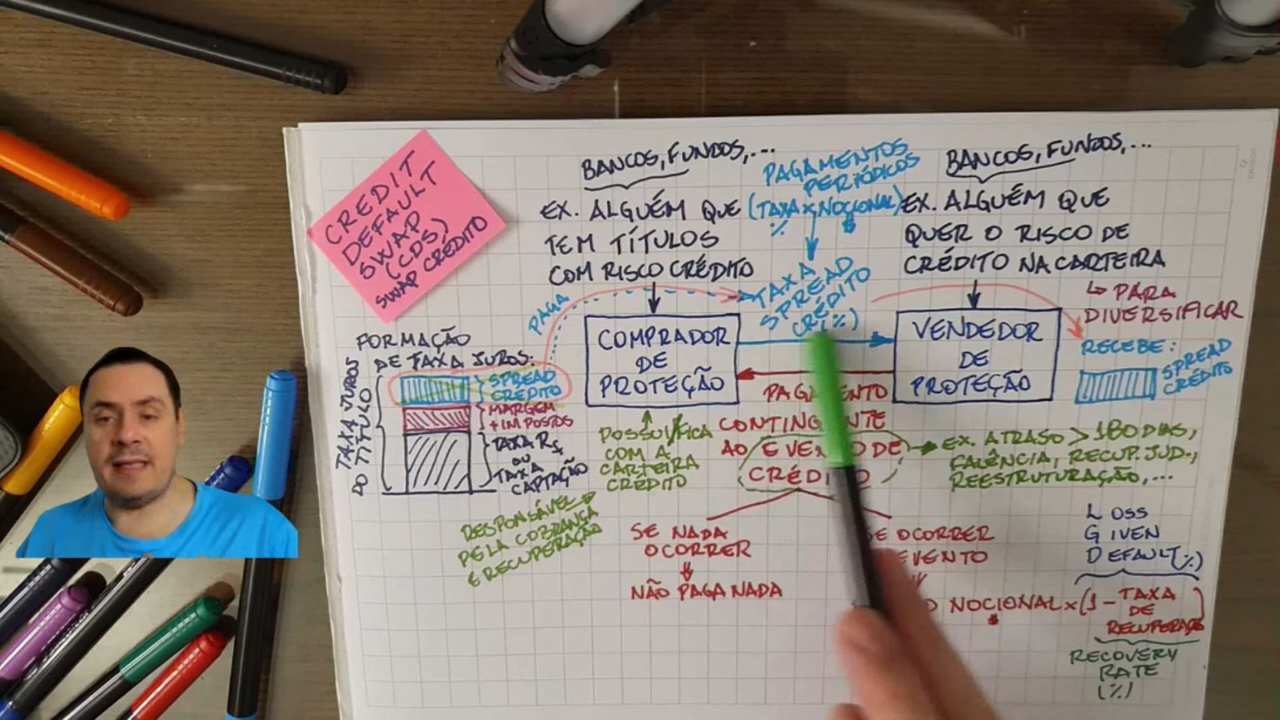 CREDIT
DEFAULT
SWAP
(CDS)
SWAP CRÉDITO
BANCOS, FUNDOS,...
EX. ALGUÉM QUE
TEM TÍTULOS
COM RISCO CRÉDITO
PAGAMENTOS
PERIÓDICOS
(TAXA x NOCIONAL)
% $
TAXA
SPREAD
CRÉDITO
(%)
BANCOS, FUNDOS,...
EX. ALGUÉM QUE
QUER O RISCO DE
CRÉDITO NA CARTEIRA
↳ PARA
DIVERSIFICAR
PAGA
COMPRADOR
DE
PROTEÇÃO
VENDEDOR
DE
PROTEÇÃO
RECEBE:
SPREAD
CRÉDITO
FORMAÇÃO
DE TAXA JUROS:
TAXA JUROS
DO TÍTULO
SPREAD
CRÉDITO
MARGEM
+ IMPOSTOS
TAXA Rf
OU
TAXA
CAPTAÇÃO
POSSUI/FICA
COM A
CARTEIRA
CRÉDITO
RESPONSÁVEL
PELA COBRANÇA
E RECUPERAÇÃO
PAGAMENTO
CONTINGENTE
AO EVENTO DE
CRÉDITO
EX. ATRASO > 180 DIAS,
FALÊNCIA, RECUP. JUD.,
REESTRUTURAÇÃO,...
SE NADA
OCORRER
NÃO PAGA NADA
SE OCORRER
EVENTO
NOCIONAL x (1 - TAXA
DE
RECUPERAÇÃO)
$
LOSS
GIVEN
DEFAULT (%)
RECOVERY
RATE
(%)